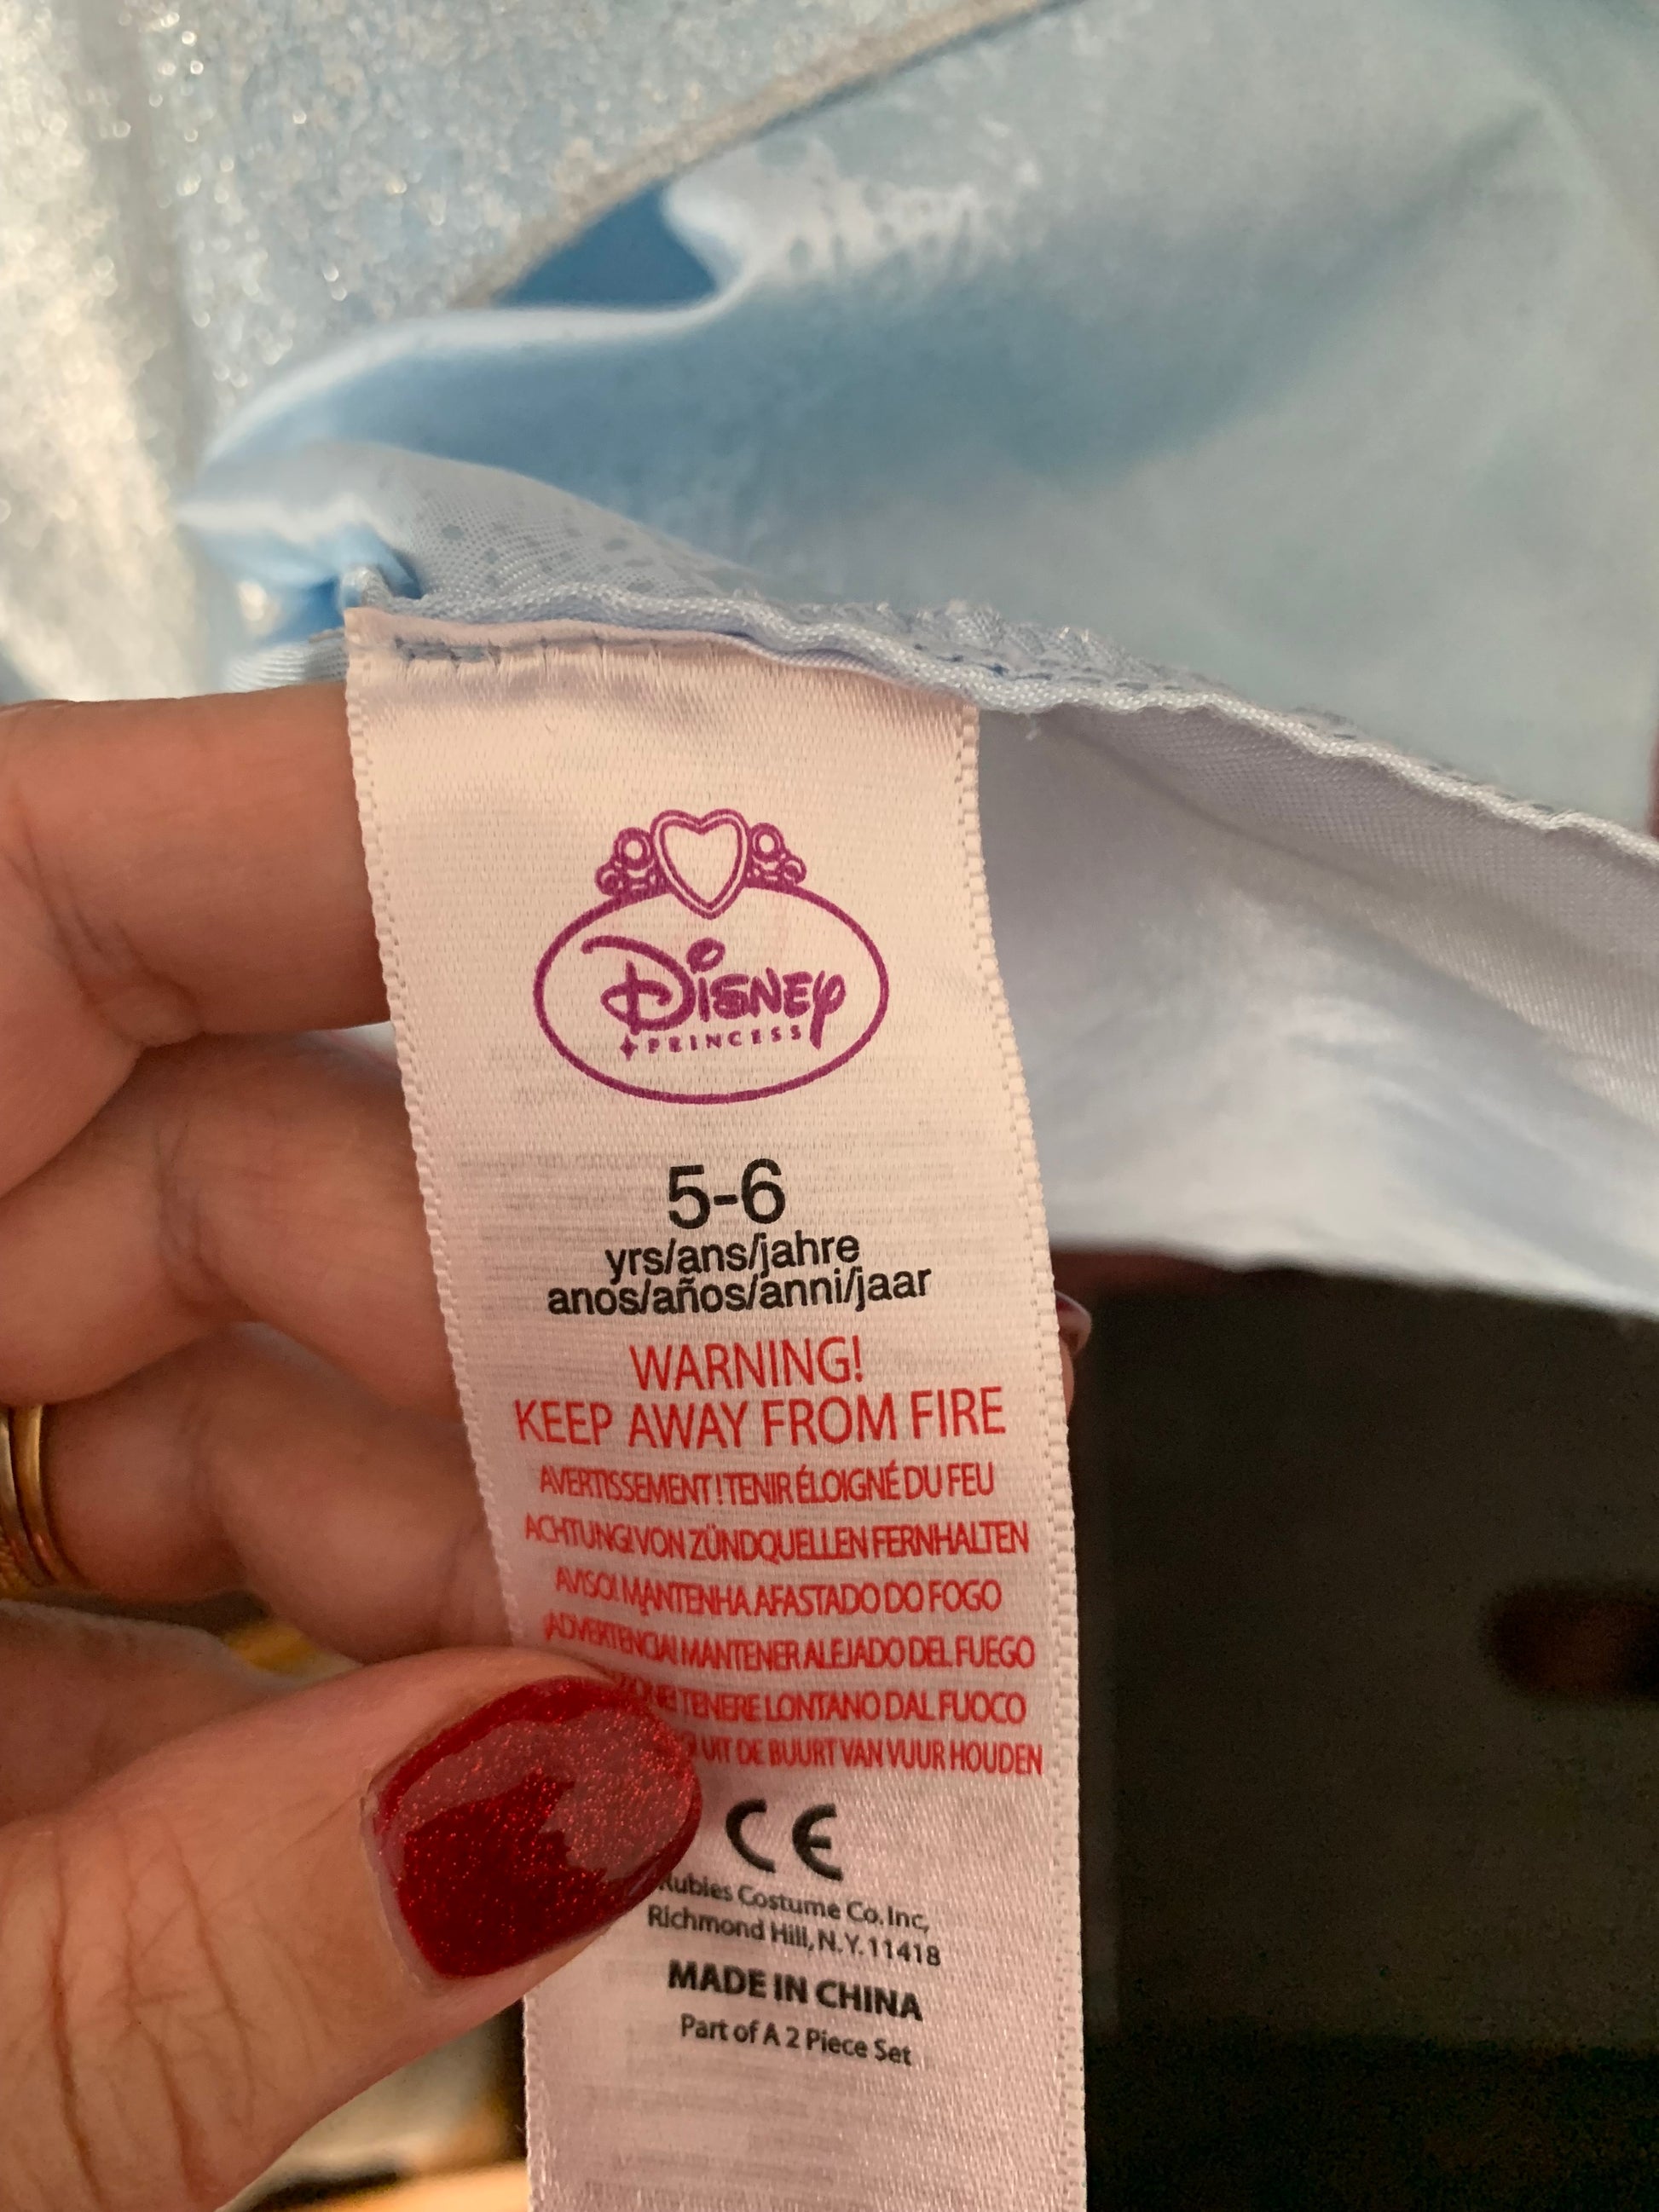 Disney
PRINCESS
5-6
yrs/ans/jahre
anos/años/anni/jaar
WARNING!
KEEP AWAY FROM FIRE
AVERTISSEMENT ! TENIR ÉLOIGNÉ DU FEU
ACHTUNG! VON ZÜNDQUELLEN FERNHALTEN
AVISO! MANTENHA AFASTADO DO FOGO
¡ADVERTENCIA! MANTENER ALEJADO DEL FUEGO
TENERE LONTANO DAL FUOCO
UIT DE BUURT VAN VUUR HOUDEN
CE
Rubies Costume Co. Inc,
Richmond Hill, N.Y. 11418
MADE IN CHINA
Part of A 2 Piece Set